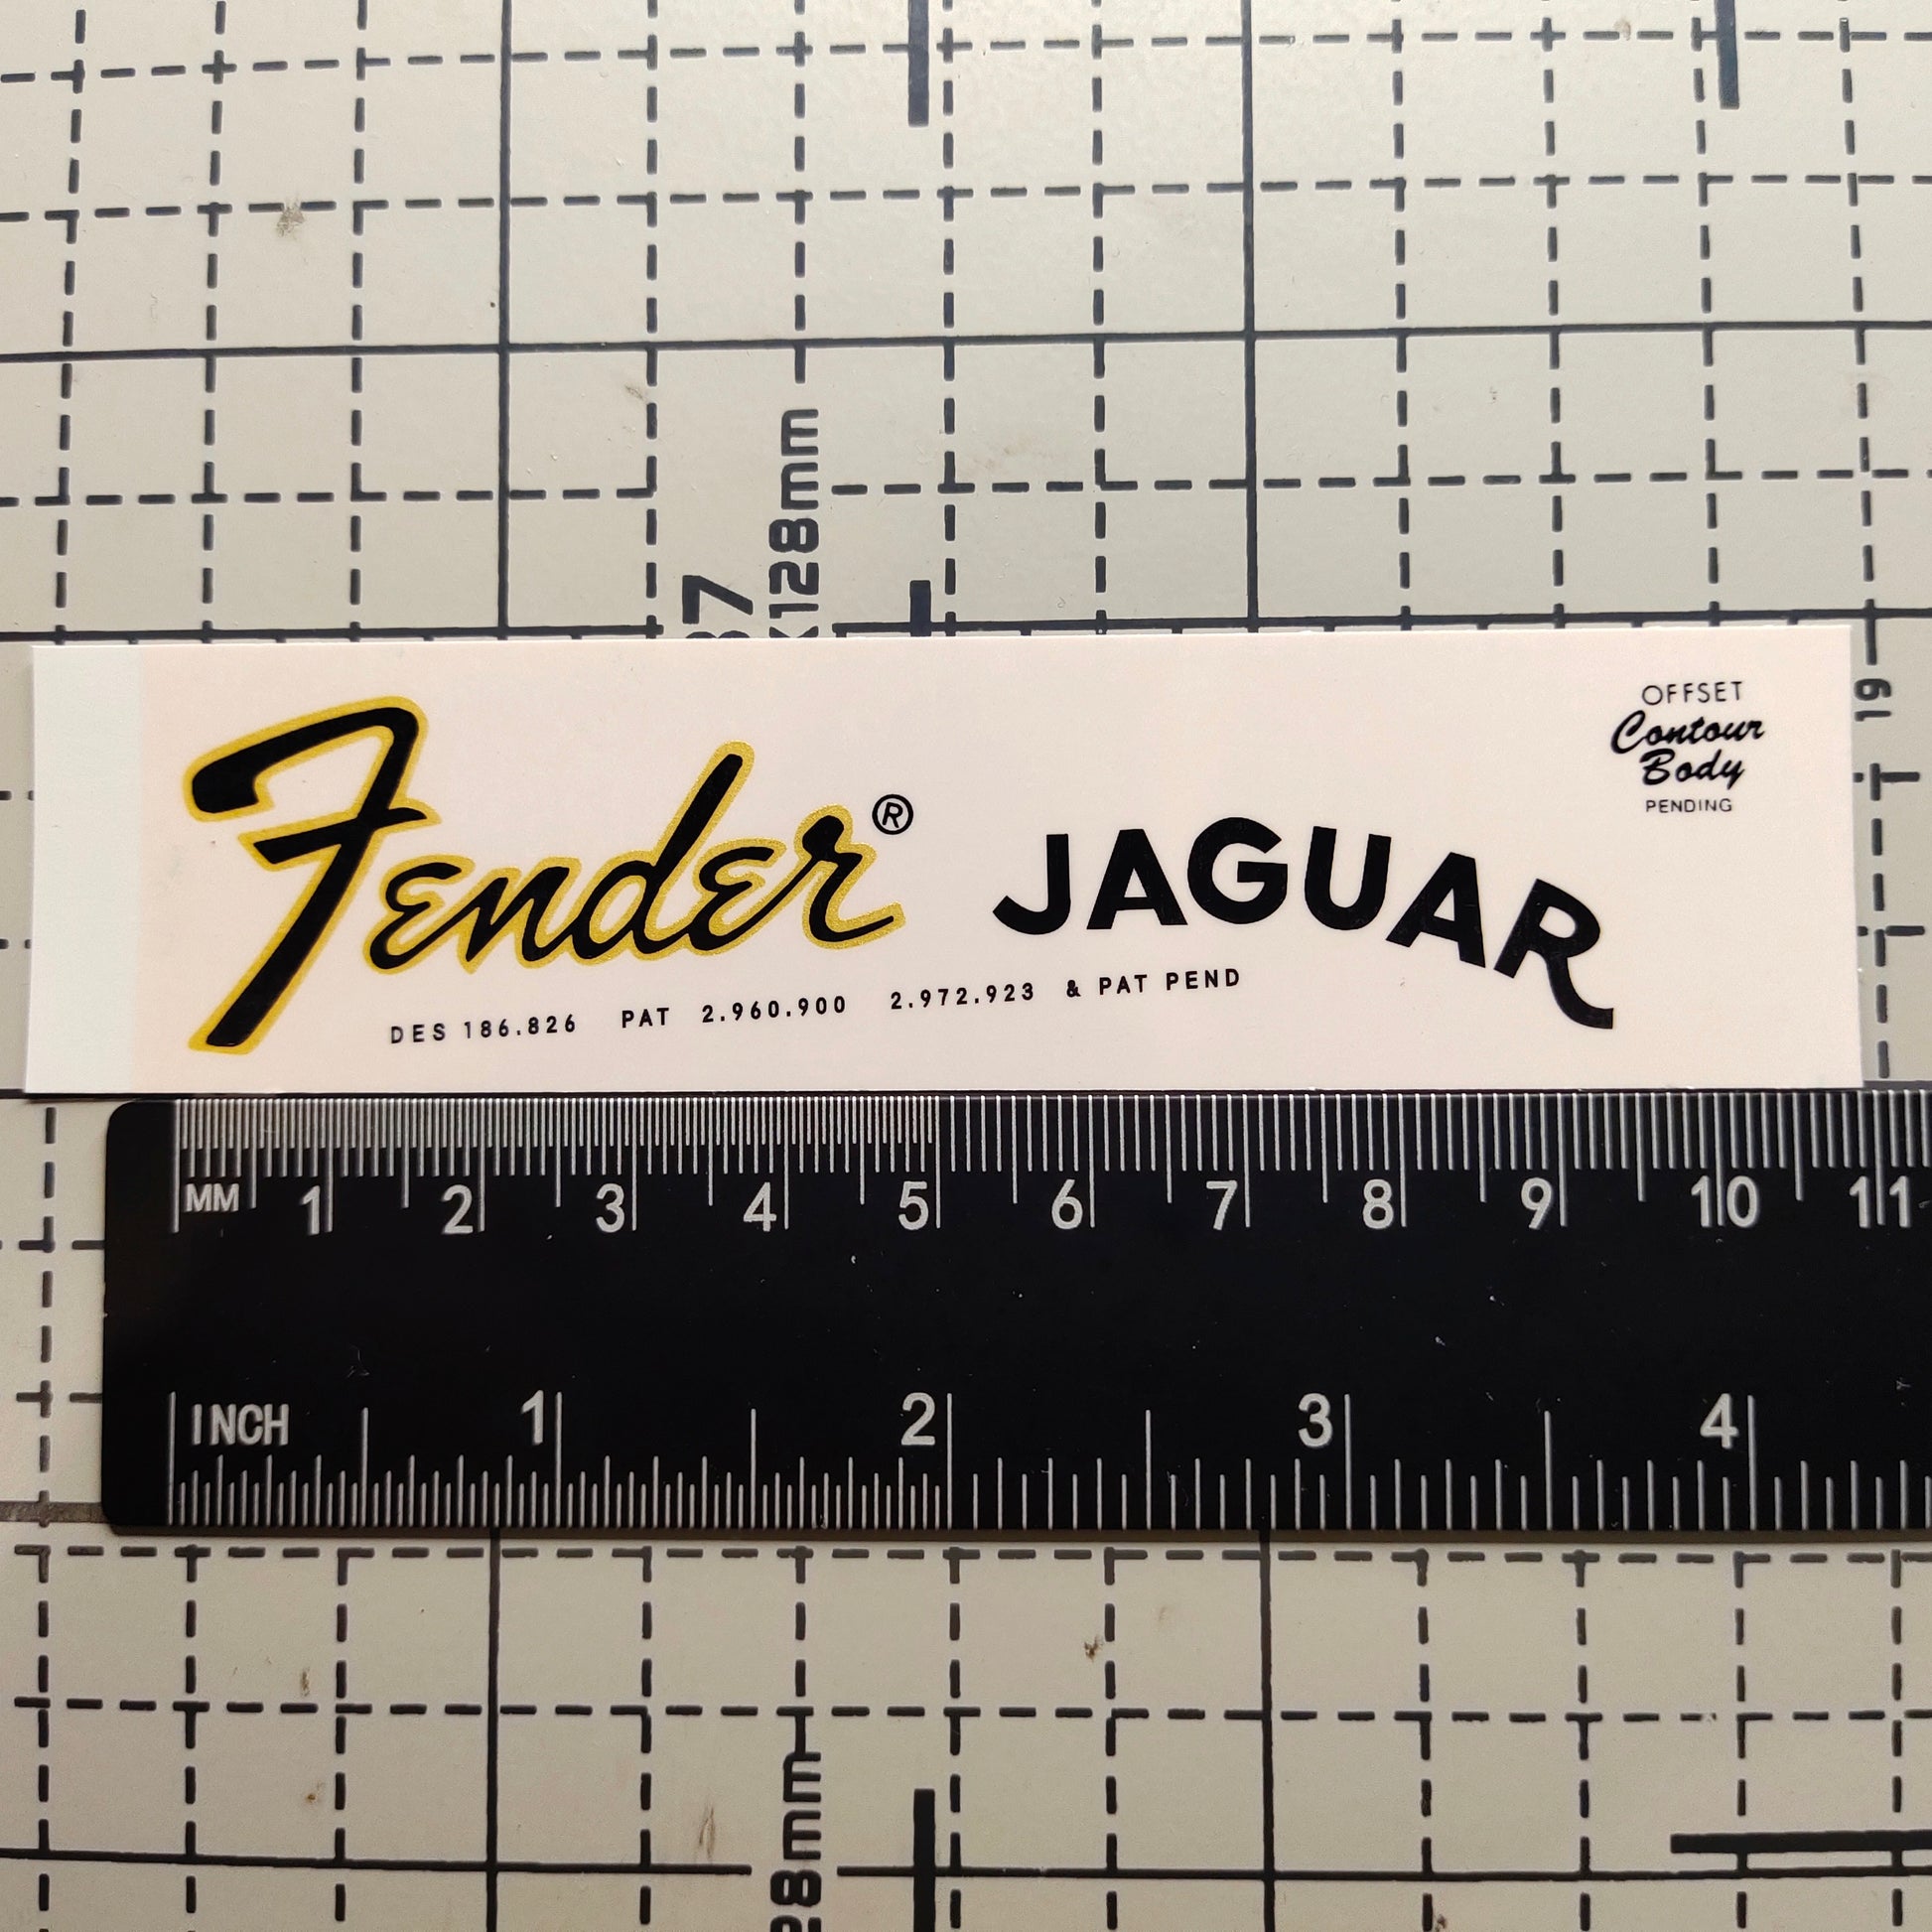 128mm
19
OFFSET
Contour
Body
PENDING
Fender® JAGUAR
DES 186.826 PAT 2.960.900 2.972.923 & PAT PEND
MM 1 2 3 4 5 6 7 8 9 10 11
INCH 1 2 3 4
28mm